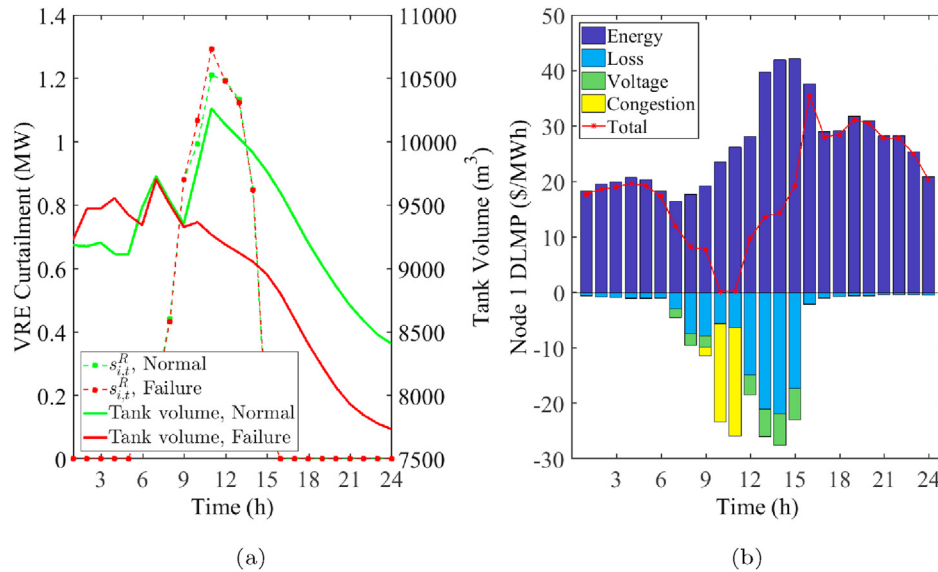 1.4
1.2
1
0.8
0.6
0.4
0.2
0
VRE Curtailment (MW)
11000
10500
10000
9500
9000
8500
8000
7500
Tank Volume (m³)
s_{i,t}^R, Normal
s_{i,t}^R, Failure
Tank volume, Normal
Tank volume, Failure
3 6 9 12 15 18 21 24
Time (h)
(a)
$50
40
30
20
10
0
-10
-20
-30
Node 1 DLMP ($/MWh)
Energy
Loss
Voltage
Congestion
Total
3 6 9 12 15 18 21 24
Time (h)
(b)